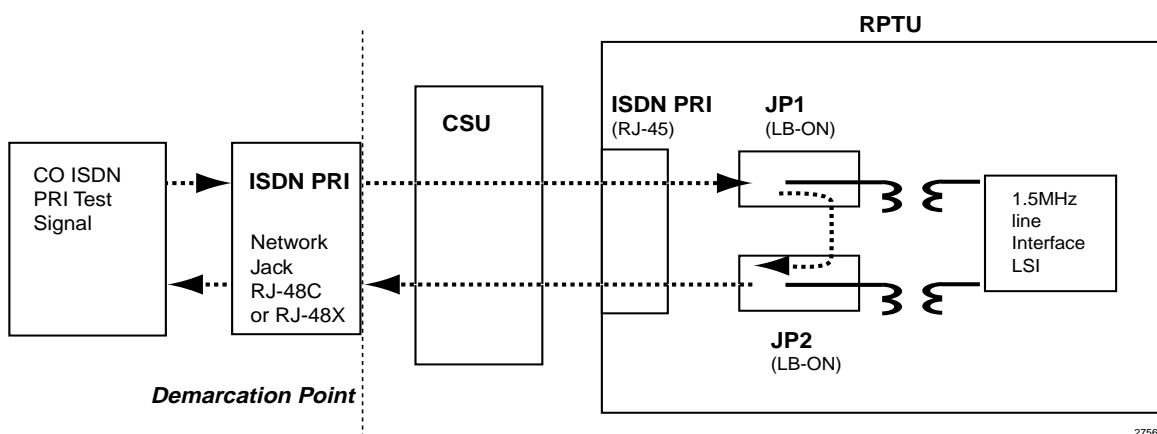 RPTU
CO ISDN
PRI Test
Signal
ISDN PRI
Network
Jack
RJ-48C
or RJ-48X
CSU
ISDN PRI
(RJ-45)
JP1
(LB-ON)
1.5MHz
line
Interface
LSI
JP2
(LB-ON)
Demarcation Point
2756